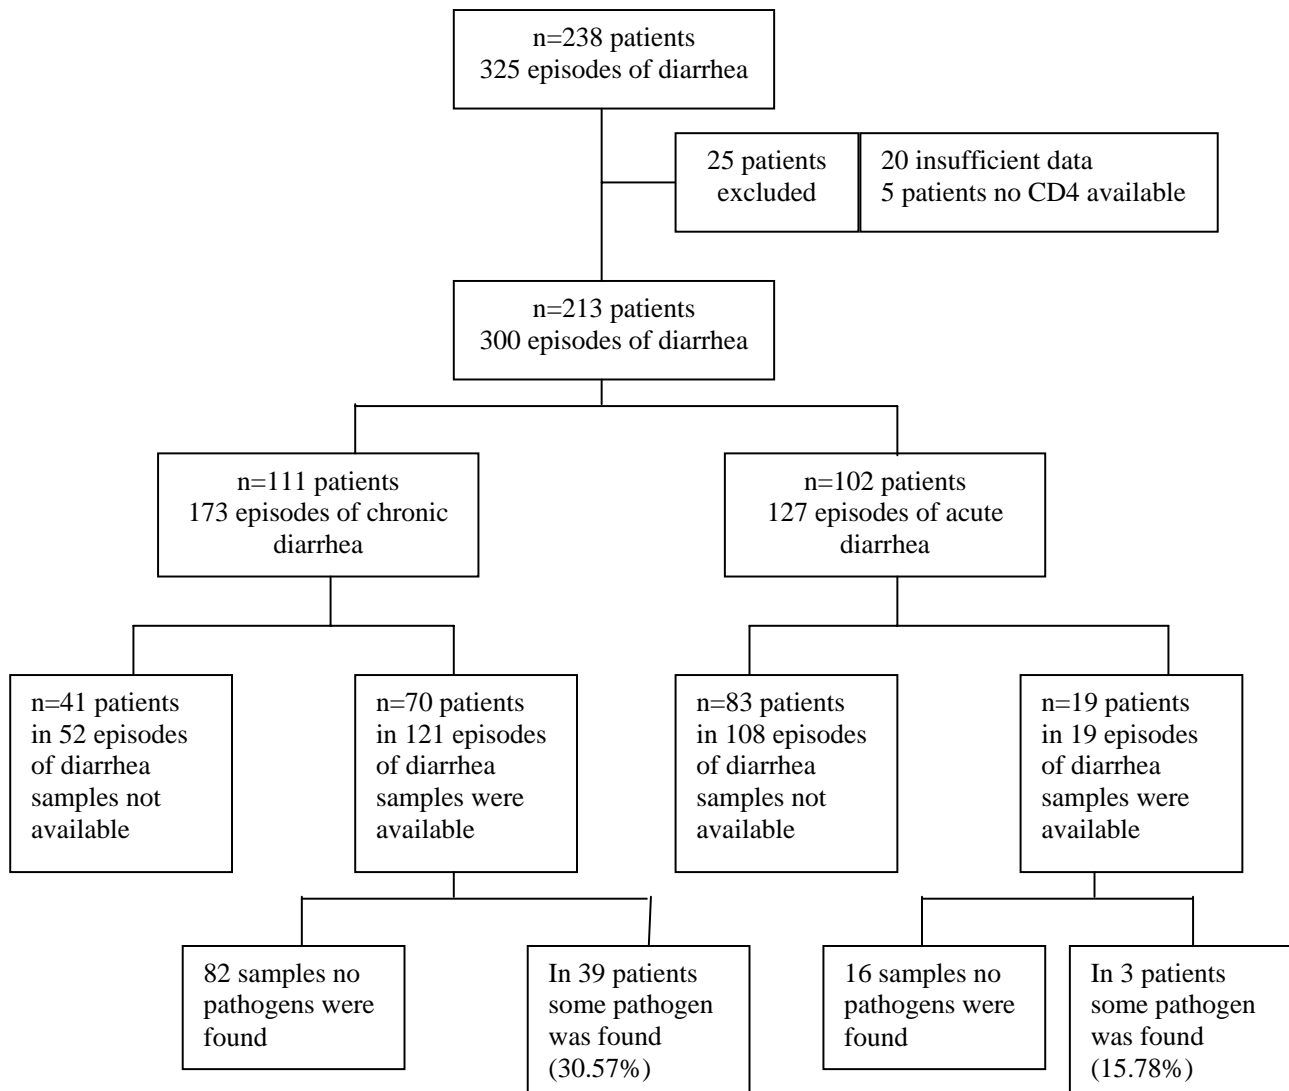 n=238 patients
325 episodes of diarrhea
25 patients
excluded
20 insufficient data
5 patients no CD4 available
n=213 patients
300 episodes of diarrhea
n=111 patients
173 episodes of chronic
diarrhea
n=102 patients
127 episodes of acute
diarrhea
n=41 patients
in 52 episodes
of diarrhea
samples not
available
n=70 patients
in 121 episodes
of diarrhea
samples were
available
n=83 patients
in 108 episodes
of diarrhea
samples not
available
n=19 patients
in 19 episodes
of diarrhea
samples were
available
82 samples no
pathogens were
found
In 39 patients
some pathogen
was found
(30.57%)
16 samples no
pathogens were
found
In 3 patients
some pathogen
was found
(15.78%)